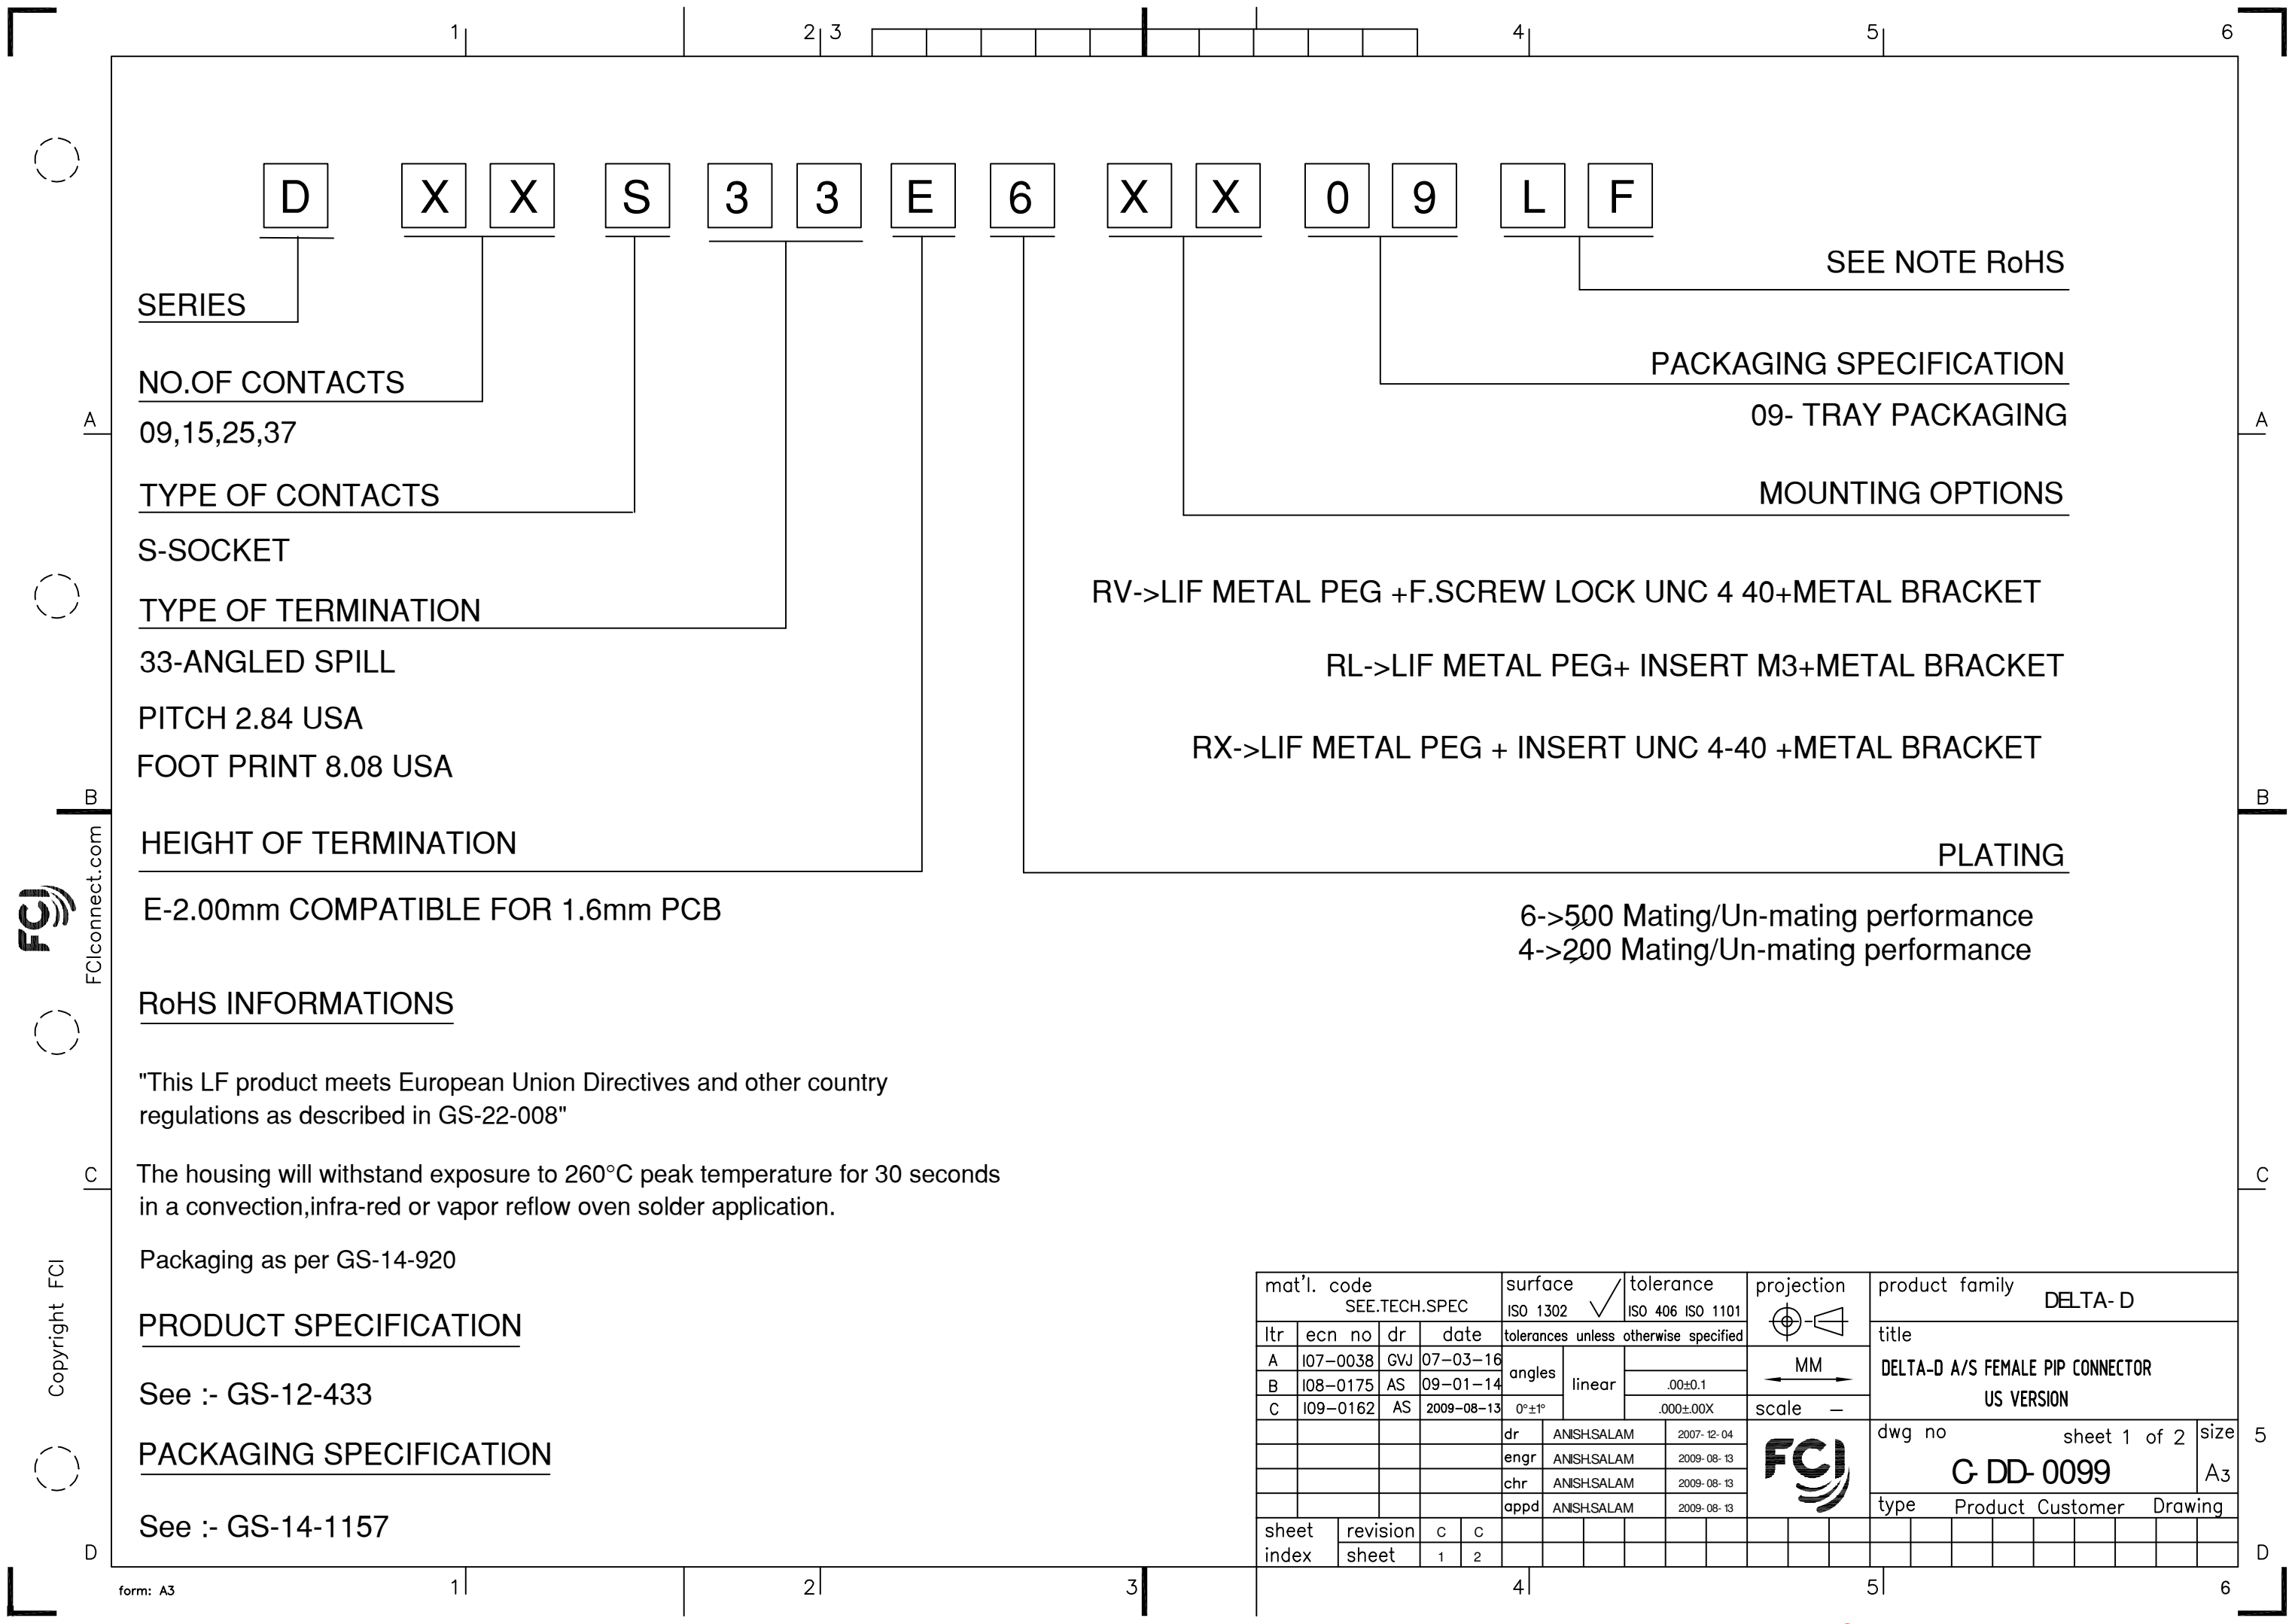 1 2 3 4 5 6
D X X S 3 3 E 6 X X 0 9 L F
SEE NOTE RoHS
SERIES
PACKAGING SPECIFICATION
NO.OF CONTACTS
09- TRAY PACKAGING
A
09,15,25,37
A
TYPE OF CONTACTS
MOUNTING OPTIONS
S-SOCKET
RV->LIF METAL PEG +F.SCREW LOCK UNC 4 40+METAL BRACKET
TYPE OF TERMINATION
33-ANGLED SPILL
RL->LIF METAL PEG+ INSERT M3+METAL BRACKET
PITCH 2.84 USA
RX->LIF METAL PEG + INSERT UNC 4-40 +METAL BRACKET
FOOT PRINT 8.08 USA
B
B
HEIGHT OF TERMINATION
PLATING
E-2.00mm COMPATIBLE FOR 1.6mm PCB
6->500 Mating/Un-mating performance
4->200 Mating/Un-mating performance
FCI
FCIconnect.com
RoHS INFORMATIONS
"This LF product meets European Union Directives and other country
regulations as described in GS-22-008"
C
The housing will withstand exposure to 260°C peak temperature for 30 seconds
in a convection,infra-red or vapor reflow oven solder application.
C
Packaging as per GS-14-920
Copyright FCI
PRODUCT SPECIFICATION
See :- GS-12-433
PACKAGING SPECIFICATION
See :- GS-14-1157
mat'l. code
SEE.TECH.SPEC
surface
ISO 1302
tolerance
ISO 406 ISO 1101
projection
product family
DELTA-D
ltr ecn no dr date
tolerances unless otherwise specified
title
DELTA-D A/S FEMALE PIP CONNECTOR
US VERSION
A I07-0038 GVJ 07-03-16
B I08-0175 AS 09-01-14
C I09-0162 AS 2009-08-13
angles
0°±1°
linear
.00±0.1
.000±.00X
MM
scale –
dr ANISH.SALAM 2007-12-04
engr ANISH.SALAM 2009-08-13
chr ANISH.SALAM 2009-08-13
appd ANISH.SALAM 2009-08-13
FCI
dwg no
sheet 1 of 2
size
5
C-DD-0099
A3
type Product Customer Drawing
sheet index
revision C C
sheet 1 2
D
D
form: A3
1 2 3 4 5 6